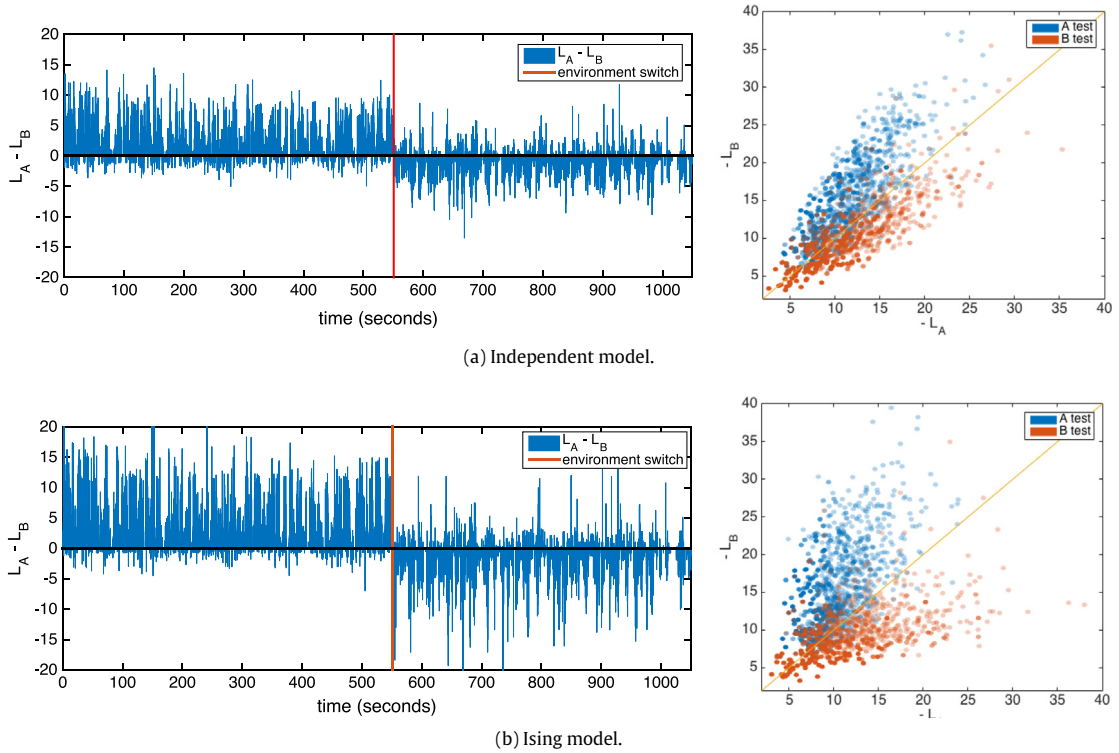 20
15
10
5
0
-5
-10
-15
-20
L_A - L_B
L_A - L_B
environment switch
0 100 200 300 400 500 600 700 800 900 1000
time (seconds)
40
35
30
25
20
15
10
5
- L_B
A test
B test
5 10 15 20 25 30 35 40
- L_A
(a) Independent model.
20
15
10
5
0
-5
-10
-15
-20
L_A - L_B
L_A - L_B
environment switch
0 100 200 300 400 500 600 700 800 900 1000
time (seconds)
40
35
30
25
20
15
10
5
- L_B
A test
B test
5 10 15 20 25 30 35 40
- L
(b) Ising model.